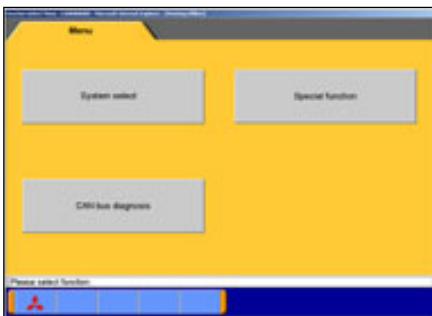 Menu
System select
Special function
CAN bus diagnosis
Please select function